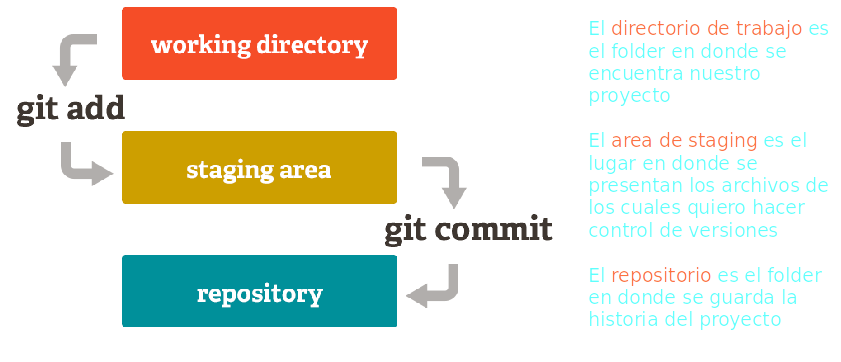 working directory
git add
staging area
git commit
repository
El directorio de trabajo es
el folder en donde se
encuentra nuestro
proyecto
El area de staging es el
lugar en donde se
presentan los archivos de
los cuales quiero hacer
control de versiones
El repositorio es el folder
en donde se guarda la
historia del proyecto